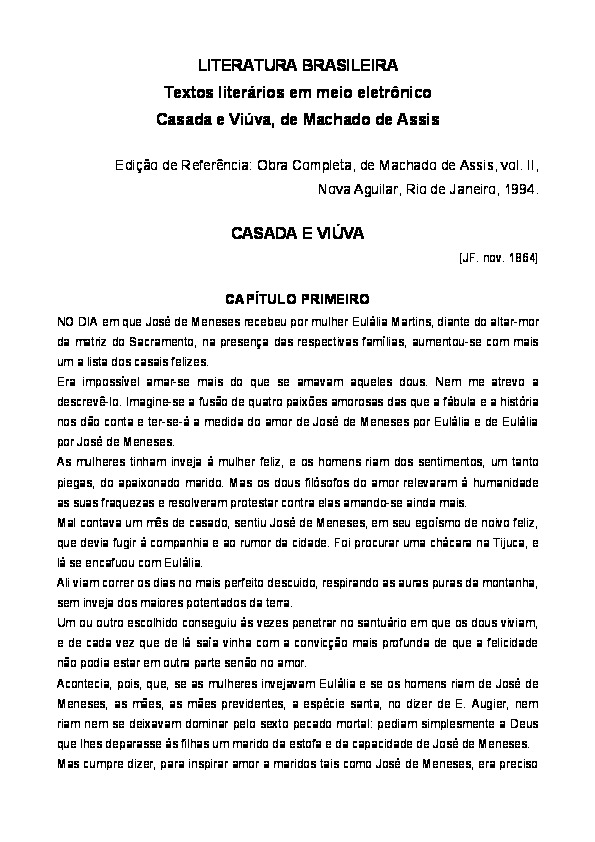 LITERATURA BRASILEIRA
Textos literários em meio eletrônico
Casada e Viúva, de Machado de Assis
Edição de Referência: Obra Completa, de Machado de Assis, vol. II,
Nova Aguilar, Rio de Janeiro, 1994.
CASADA E VIÚVA
[JF. nov. 1864]
CAPÍTULO PRIMEIRO
NO DIA em que José de Meneses recebeu por mulher Eulália Martins, diante do altar-mor
da matriz do Sacramento, na presença das respectivas famílias, aumentou-se com mais
um a lista dos casais felizes.
Era impossível amar-se mais do que se amavam aqueles dous. Nem me atrevo a
descrevê-lo. Imagine-se a fusão de quatro paixões amorosas das que a fábula e a história
nos dão conta e ter-se-á a medida do amor de José de Meneses por Eulália e de Eulália
por José de Meneses.
As mulheres tinham inveja à mulher feliz, e os homens riam dos sentimentos, um tanto
piegas, do apaixonado marido. Mas os dous filósofos do amor relevaram à humanidade
as suas fraquezas e resolveram protestar contra elas amando-se ainda mais.
Mal contava um mês de casado, sentiu José de Meneses, em seu egoísmo de noivo feliz,
que devia fugir à companhia e ao rumor da cidade. Foi procurar uma chácara na Tijuca, e
lá se encafuou com Eulália.
Ali viam correr os dias no mais perfeito descuido, respirando as auras puras da montanha,
sem inveja dos maiores potentados da terra.
Um ou outro escolhido conseguiu às vezes penetrar no santuário em que os dous viviam,
e de cada vez que de lá saía vinha com a convicção mais profunda de que a felicidade
não podia estar em outra parte senão no amor.
Acontecia, pois, que, se as mulheres invejavam Eulália e se os homens riam de José de
Meneses, as mães, as mães previdentes, a espécie santa, no dizer de E. Augier, nem
riam nem se deixavam dominar pelo sexto pecado mortal: pediam simplesmente a Deus
que lhes deparasse às filhas um marido da estofa e da capacidade de José de Meneses.
Mas cumpre dizer, para inspirar amor a maridos tais como José de Meneses, era preciso